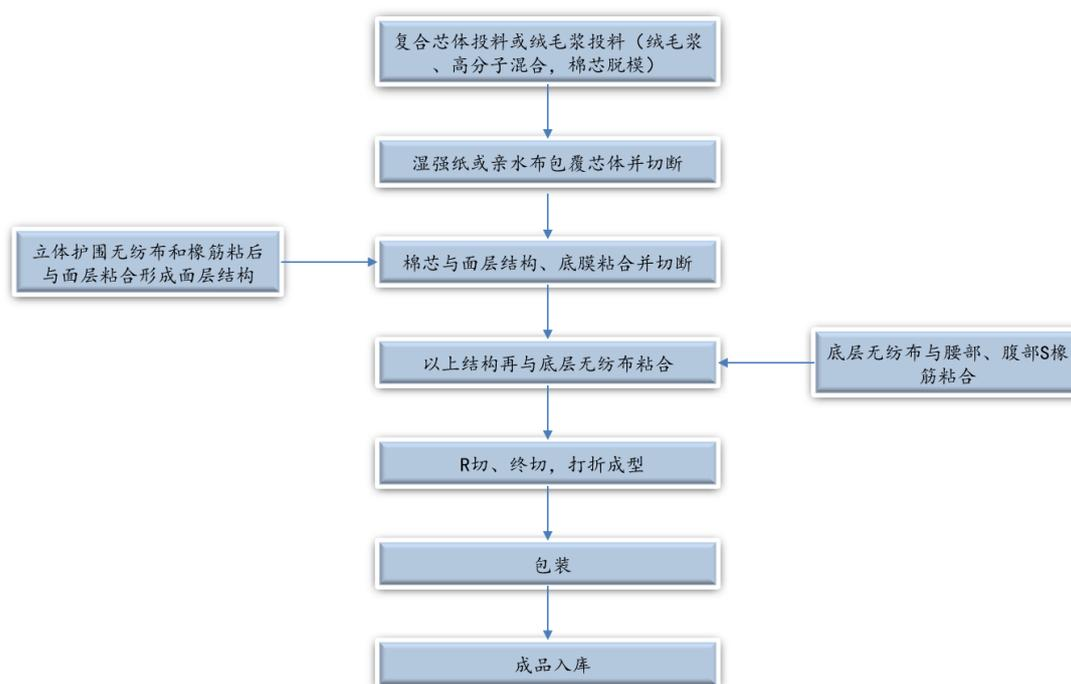 复合芯体投料或绒毛浆投料（绒毛浆
、高分子混合，棉芯脱模）
湿强纸或亲水布包覆芯体并切断
立体护围无纺布和橡筋粘后
与面层粘合形成面层结构
棉芯与面层结构、底膜粘合并切断
以上结构再与底层无纺布粘合
底层无纺布与腰部、腹部S橡
筋粘合
R切、终切，打折成型
包装
成品入库